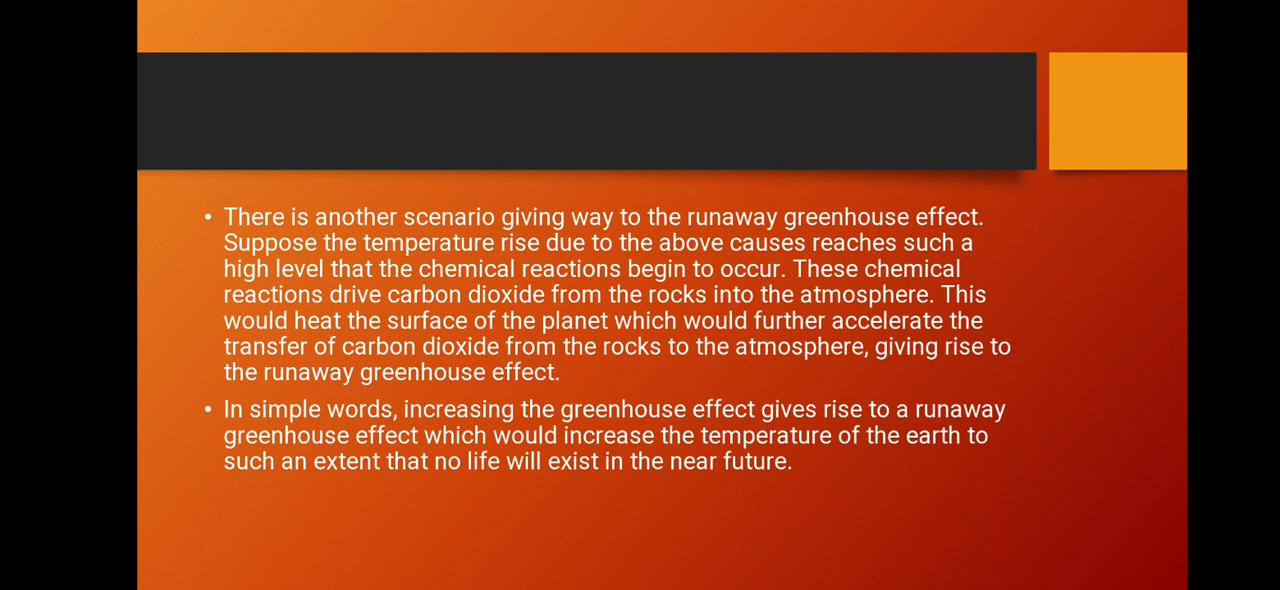 • There is another scenario giving way to the runaway greenhouse effect.
Suppose the temperature rise due to the above causes reaches such a
high level that the chemical reactions begin to occur. These chemical
reactions drive carbon dioxide from the rocks into the atmosphere. This
would heat the surface of the planet which would further accelerate the
transfer of carbon dioxide from the rocks to the atmosphere, giving rise to
the runaway greenhouse effect.
• In simple words, increasing the greenhouse effect gives rise to a runaway
greenhouse effect which would increase the temperature of the earth to
such an extent that no life will exist in the near future.